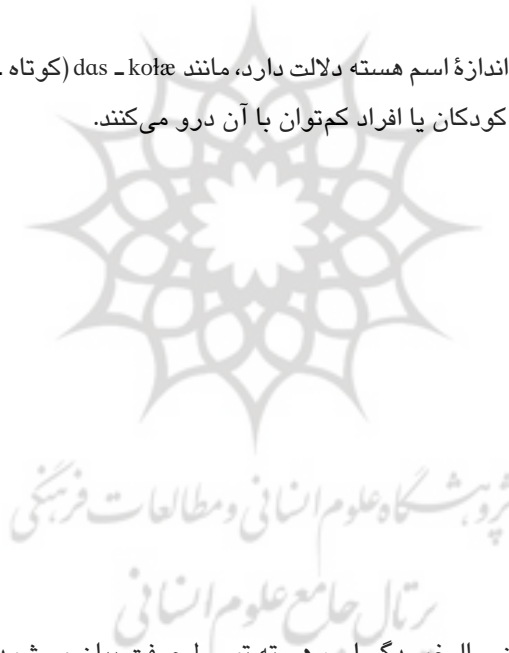 اندازهٔ اسم هسته دلالت دارد، مانند dɑs ـ kołæ (کوتاه
کودکان یا افراد کم‌توان با آن درو می‌کنند.
پژوهشگاه علوم انسانی و مطالعات فرهنگی
پرتال جامع علوم انسانی